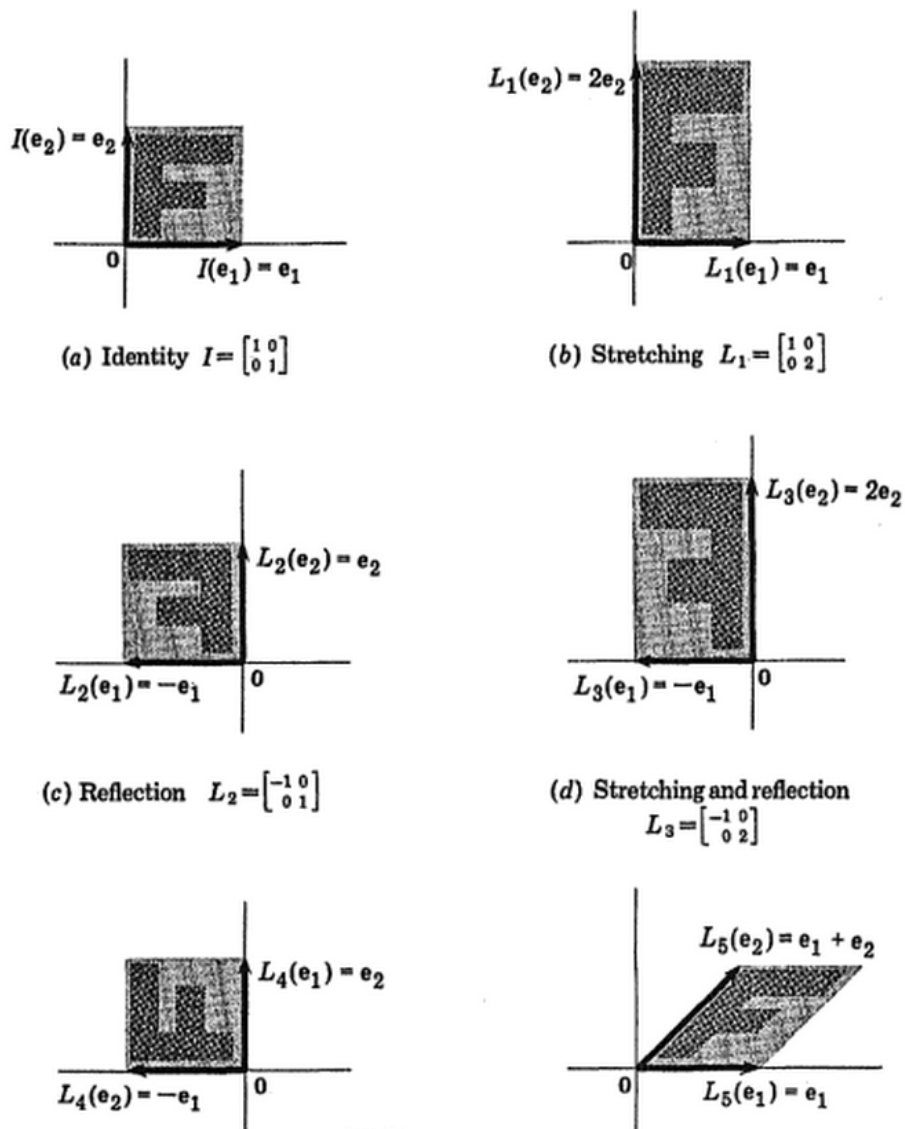 I(e₂) = e₂
0
I(e₁) = e₁
(a) Identity I = [1 0
0 1]
L₁(e₂) = 2e₂
0
L₁(e₁) = e₁
(b) Stretching L₁ = [1 0
0 2]
L₂(e₂) = e₂
0
L₂(e₁) = −e₁
(c) Reflection L₂ = [−1 0
0 1]
L₃(e₂) = 2e₂
0
L₃(e₁) = −e₁
(d) Stretching and reflection
L₃ = [−1 0
0 2]
L₄(e₁) = e₂
0
L₄(e₂) = −e₁
L₅(e₂) = e₁ + e₂
0
L₅(e₁) = e₁